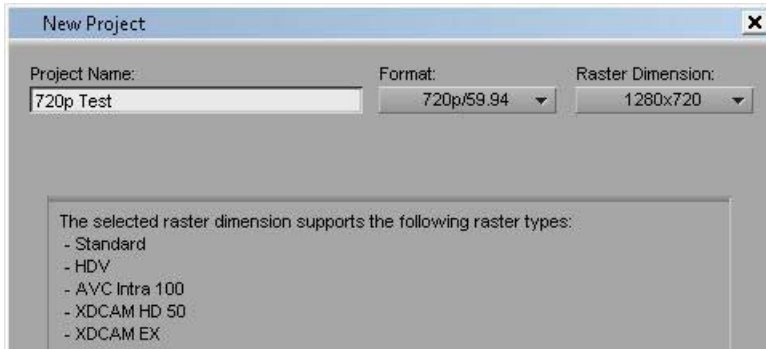 New Project
Project Name: Format: Raster Dimension:
720p Test 720p/59.94 1280x720
The selected raster dimension supports the following raster types:
- Standard
- HDV
- AVC Intra 100
- XDCAM HD 50
- XDCAM EX